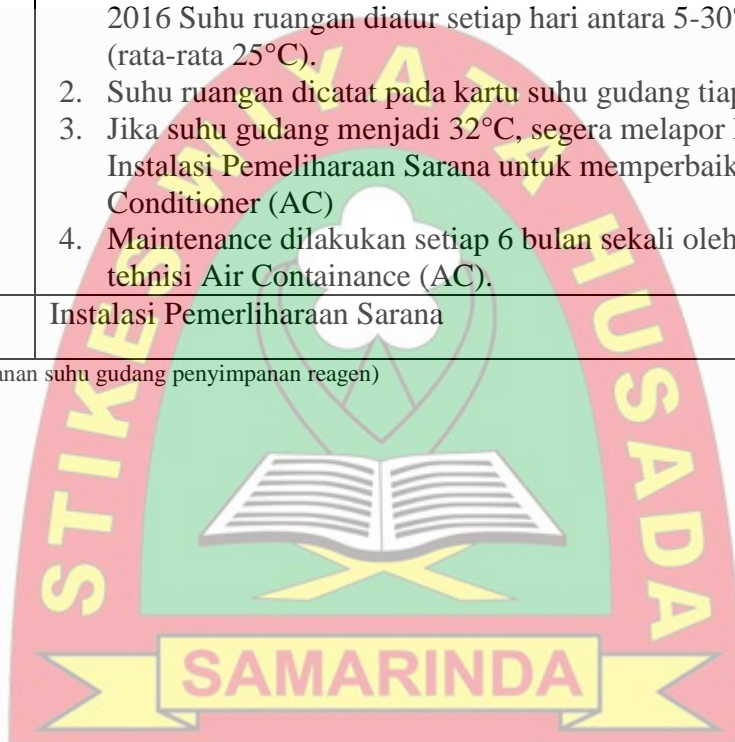 2016 Suhu ruangan diatur setiap hari antara 5-30°
(rata-rata 25°C).
2. Suhu ruangan dicatat pada kartu suhu gudang tiap
3. Jika suhu gudang menjadi 32°C, segera melapor
Instalasi Pemeliharaan Sarana untuk memperbaik
Conditioner (AC)
4. Maintenance dilakukan setiap 6 bulan sekali oleh
tehnisi Air Containance (AC).
Instalasi Pemerliharaan Sarana
anan suhu gudang penyimpanan reagen)
STIKES WIYATA HUSADA
SAMARINDA